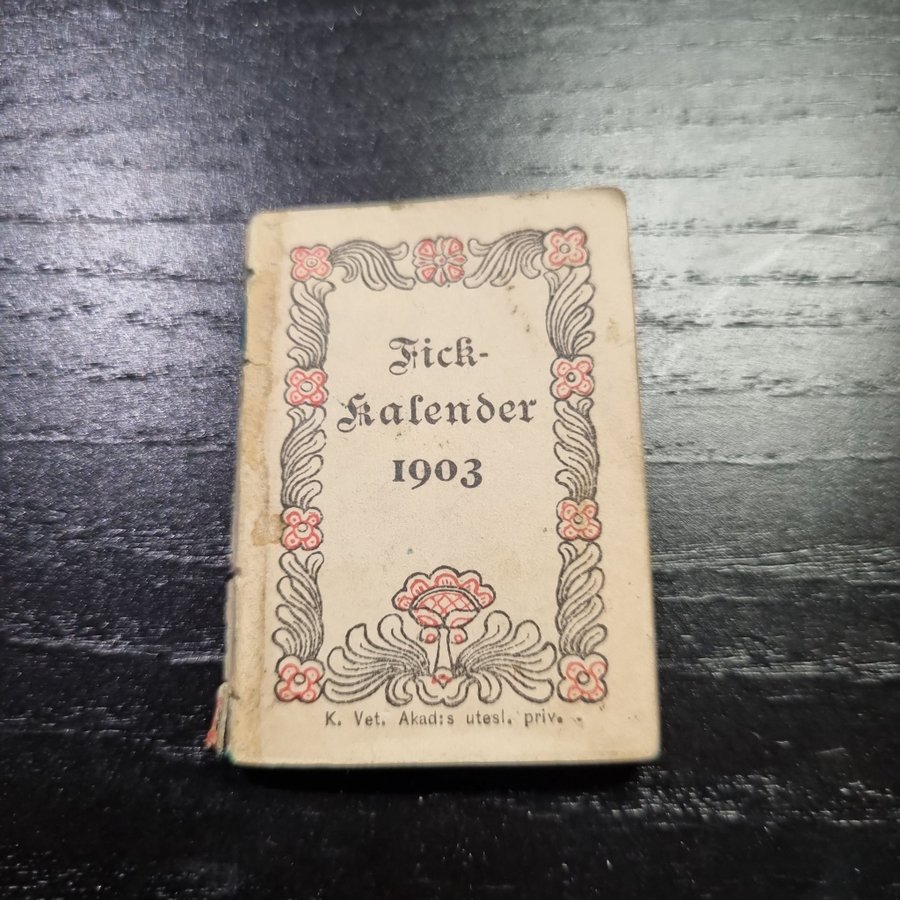 Fick-
Kalender
1903
K. Vet. Akad:s utesl. priv.